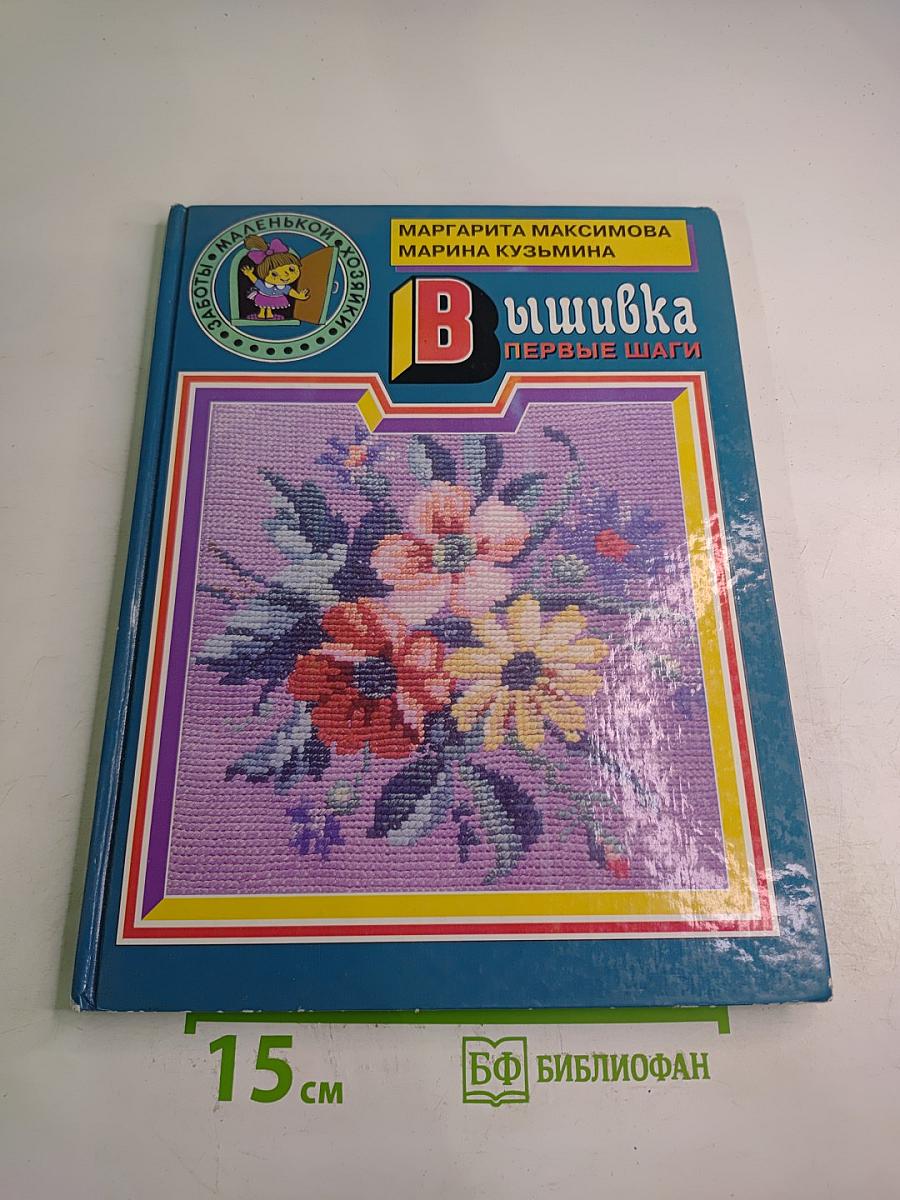 ЗАБОТЫ • МАЛЕНЬКОЙ • ХОЗЯЙКИ
МАРГАРИТА МАКСИМОВА
МАРИНА КУЗЬМИНА
Вышивка
ПЕРВЫЕ ШАГИ
15 см
БФ БИБЛИОФАН